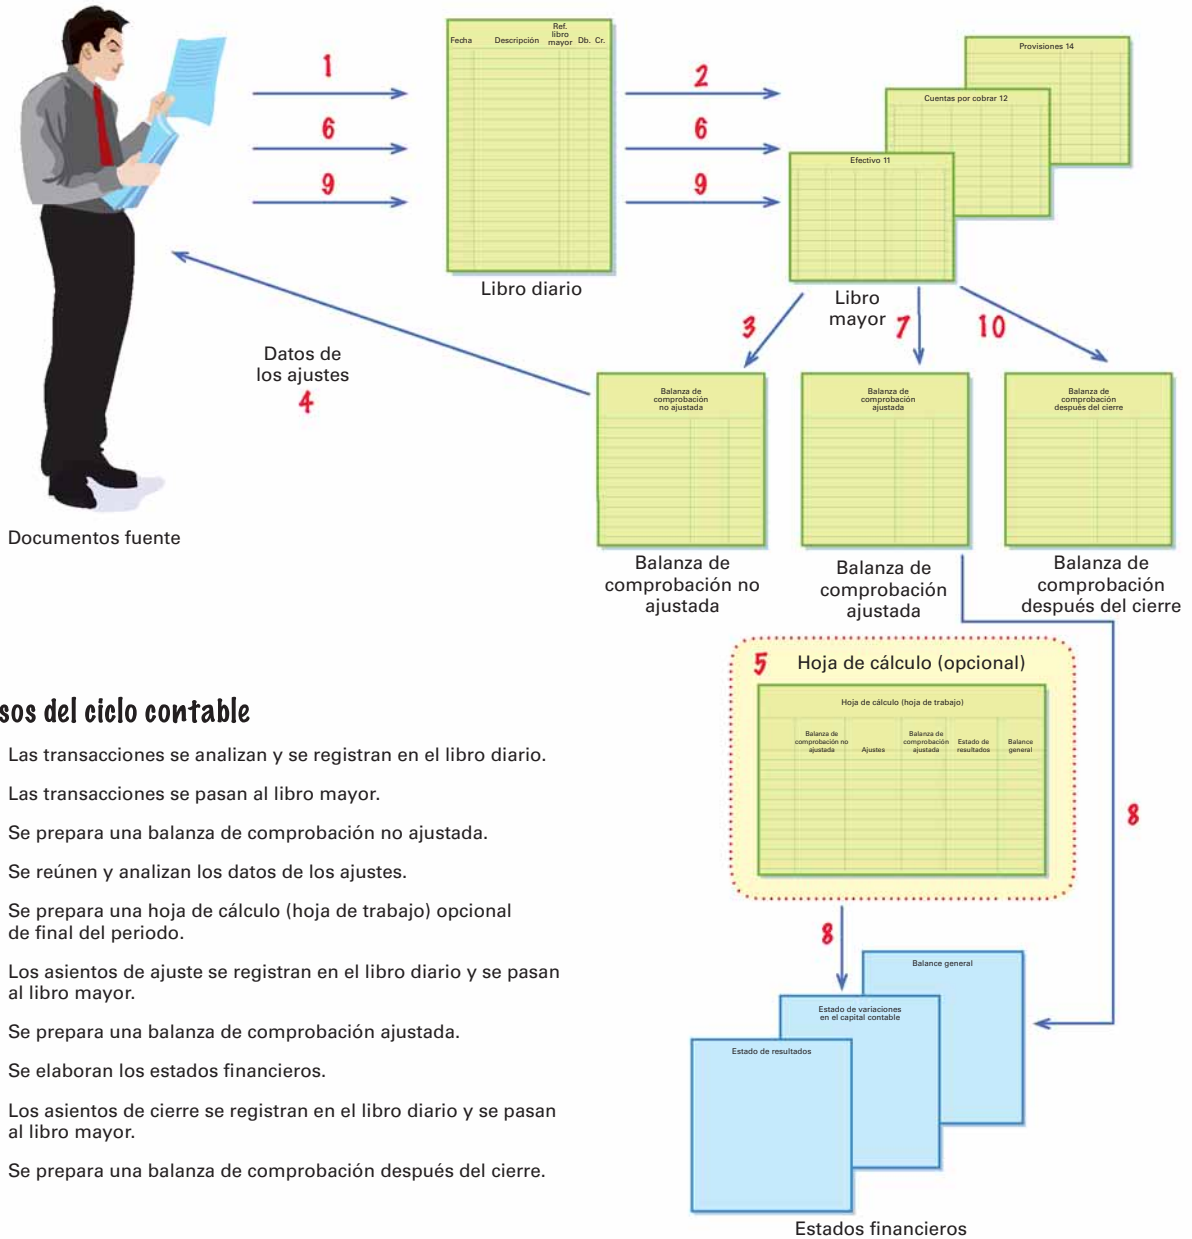 1
6
9
Fecha
Descripción
Ref.
libro
mayor
Db.
Cr.
Libro diario
2
6
9
Provisiones 14
Cuentas por cobrar 12
Efectivo 11
Libro
mayor
3
7
10
Datos de
los ajustes
4
Documentos fuente
Balanza de
comprobación
no ajustada
Balanza de
comprobación no
ajustada
Balanza de
comprobación
ajustada
Balanza de
comprobación
ajustada
Balanza de
comprobación
después del cierre
Balanza de
comprobación
después del cierre
5
Hoja de cálculo (opcional)
Hoja de cálculo (hoja de trabajo)
Balanza de
comprobación no
ajustada
Ajustes
Balanza de
comprobación
ajustada
Estado de
resultados
Balance
general
8
8
Balance general
Estado de variaciones
en el capital contable
Estado de resultados
Estados financieros
sos del ciclo contable
Las transacciones se analizan y se registran en el libro diario.
Las transacciones se pasan al libro mayor.
Se prepara una balanza de comprobación no ajustada.
Se reúnen y analizan los datos de los ajustes.
Se prepara una hoja de cálculo (hoja de trabajo) opcional
de final del periodo.
Los asientos de ajuste se registran en el libro diario y se pasan
al libro mayor.
Se prepara una balanza de comprobación ajustada.
Se elaboran los estados financieros.
Los asientos de cierre se registran en el libro diario y se pasan
al libro mayor.
Se prepara una balanza de comprobación después del cierre.